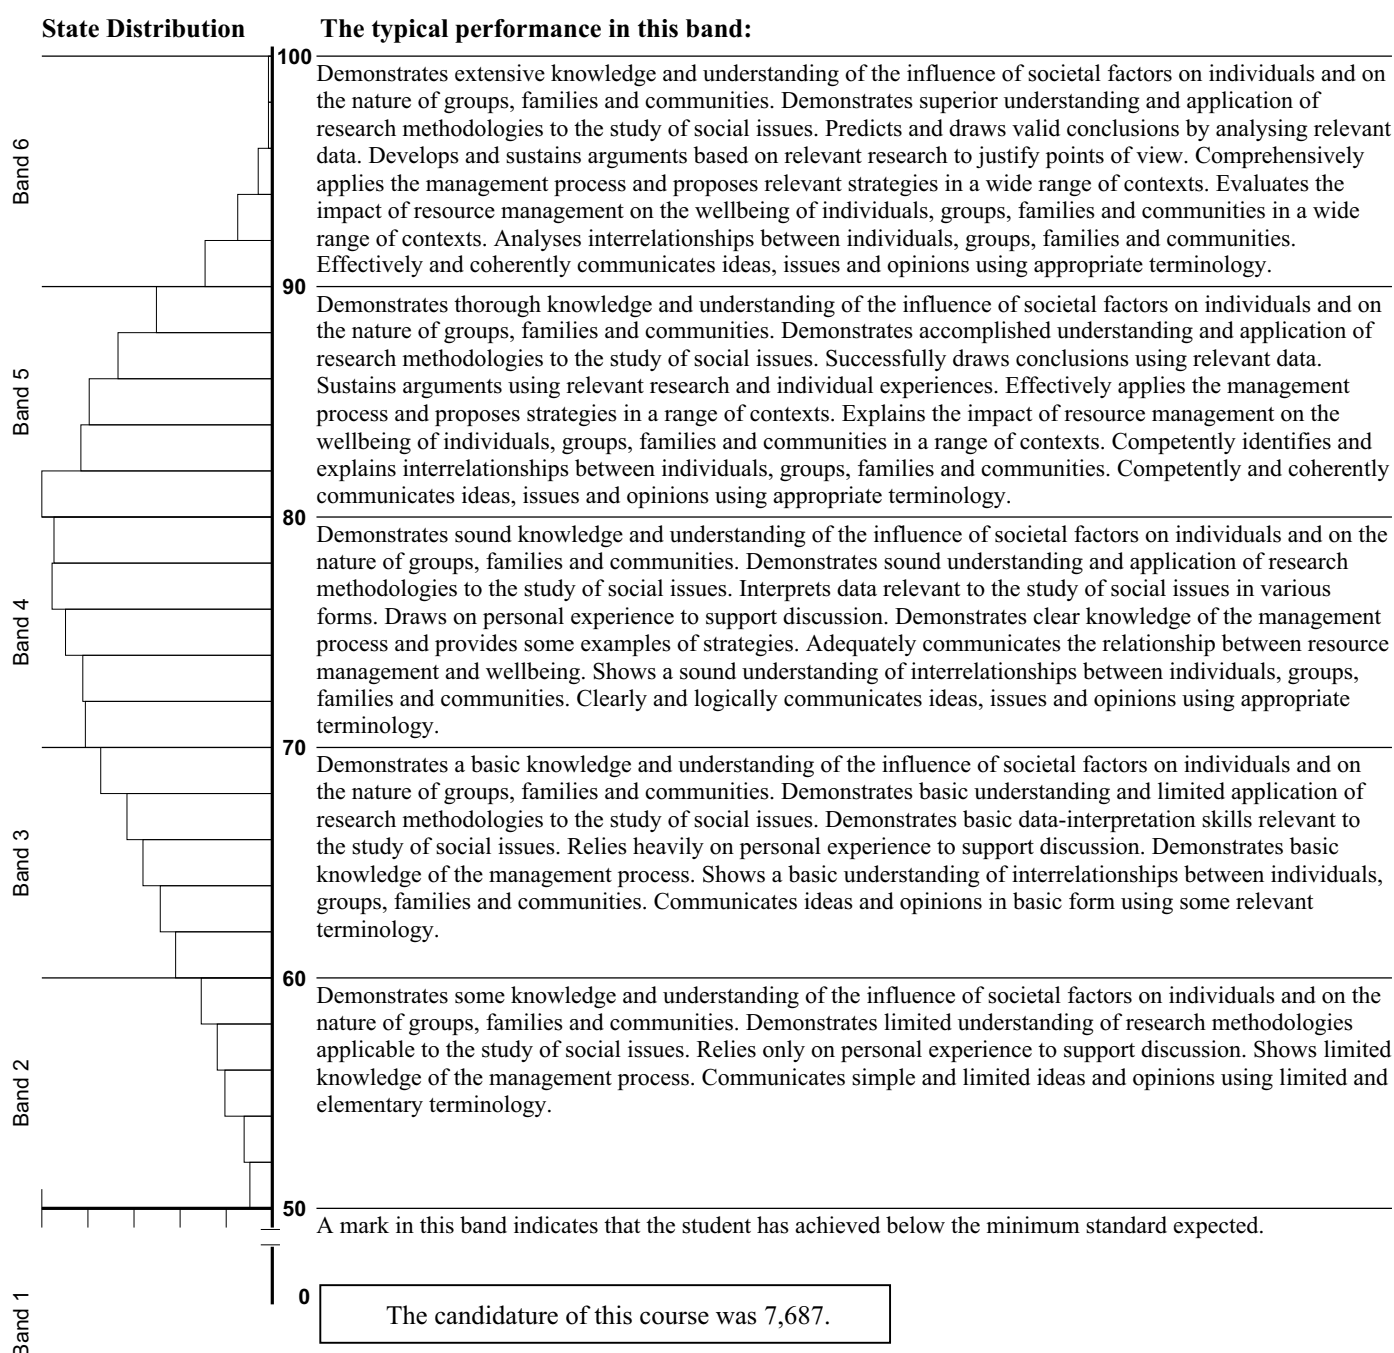 State Distribution
The typical performance in this band:
100
Band 6
Demonstrates extensive knowledge and understanding of the influence of societal factors on individuals and on
the nature of groups, families and communities. Demonstrates superior understanding and application of
research methodologies to the study of social issues. Predicts and draws valid conclusions by analysing relevant
data. Develops and sustains arguments based on relevant research to justify points of view. Comprehensively
applies the management process and proposes relevant strategies in a wide range of contexts. Evaluates the
impact of resource management on the wellbeing of individuals, groups, families and communities in a wide
range of contexts. Analyses interrelationships between individuals, groups, families and communities.
Effectively and coherently communicates ideas, issues and opinions using appropriate terminology.
90
Band 5
Demonstrates thorough knowledge and understanding of the influence of societal factors on individuals and on
the nature of groups, families and communities. Demonstrates accomplished understanding and application of
research methodologies to the study of social issues. Successfully draws conclusions using relevant data.
Sustains arguments using relevant research and individual experiences. Effectively applies the management
process and proposes strategies in a range of contexts. Explains the impact of resource management on the
wellbeing of individuals, groups, families and communities in a range of contexts. Competently identifies and
explains interrelationships between individuals, groups, families and communities. Competently and coherently
communicates ideas, issues and opinions using appropriate terminology.
80
Band 4
Demonstrates sound knowledge and understanding of the influence of societal factors on individuals and on the
nature of groups, families and communities. Demonstrates sound understanding and application of research
methodologies to the study of social issues. Interprets data relevant to the study of social issues in various
forms. Draws on personal experience to support discussion. Demonstrates clear knowledge of the management
process and provides some examples of strategies. Adequately communicates the relationship between resource
management and wellbeing. Shows a sound understanding of interrelationships between individuals, groups,
families and communities. Clearly and logically communicates ideas, issues and opinions using appropriate
terminology.
70
Band 3
Demonstrates a basic knowledge and understanding of the influence of societal factors on individuals and on
the nature of groups, families and communities. Demonstrates basic understanding and limited application of
research methodologies to the study of social issues. Demonstrates basic data-interpretation skills relevant to
the study of social issues. Relies heavily on personal experience to support discussion. Demonstrates basic
knowledge of the management process. Shows a basic understanding of interrelationships between individuals,
groups, families and communities. Communicates ideas and opinions in basic form using some relevant
terminology.
60
Band 2
Demonstrates some knowledge and understanding of the influence of societal factors on individuals and on the
nature of groups, families and communities. Demonstrates limited understanding of research methodologies
applicable to the study of social issues. Relies only on personal experience to support discussion. Shows limited
knowledge of the management process. Communicates simple and limited ideas and opinions using limited and
elementary terminology.
50
A mark in this band indicates that the student has achieved below the minimum standard expected.
Band 1
0
The candidature of this course was 7,687.